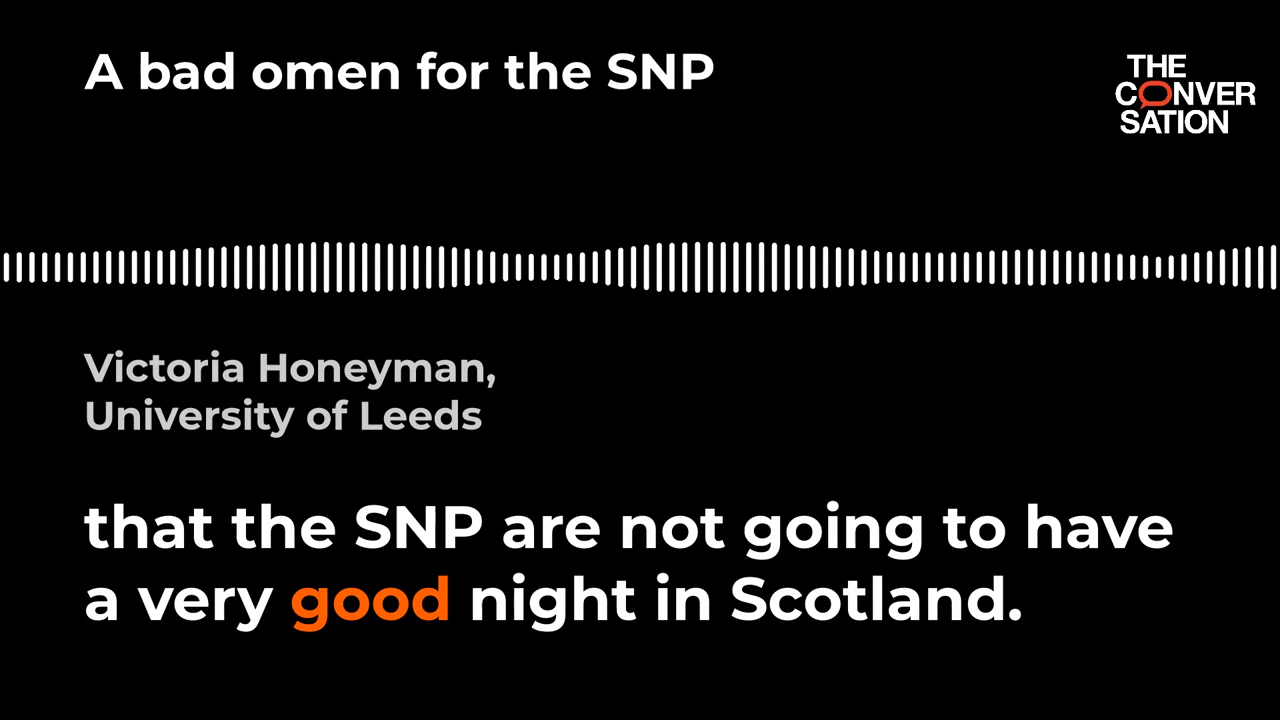 A bad omen for the SNP
THE
CONVER
SATION
Victoria Honeyman,
University of Leeds
that the SNP are not going to have
a very good night in Scotland.